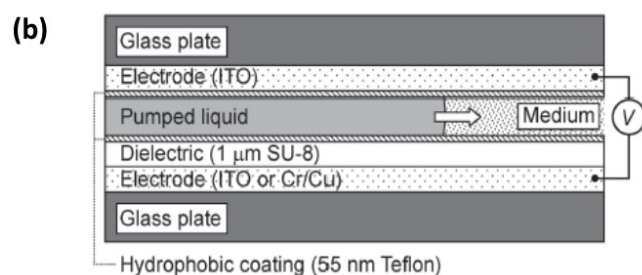 (b)
Glass plate
Electrode (ITO)
Pumped liquid
Medium
V
Dielectric (1 μm SU-8)
Electrode (ITO or Cr/Cu)
Glass plate
Hydrophobic coating (55 nm Teflon)